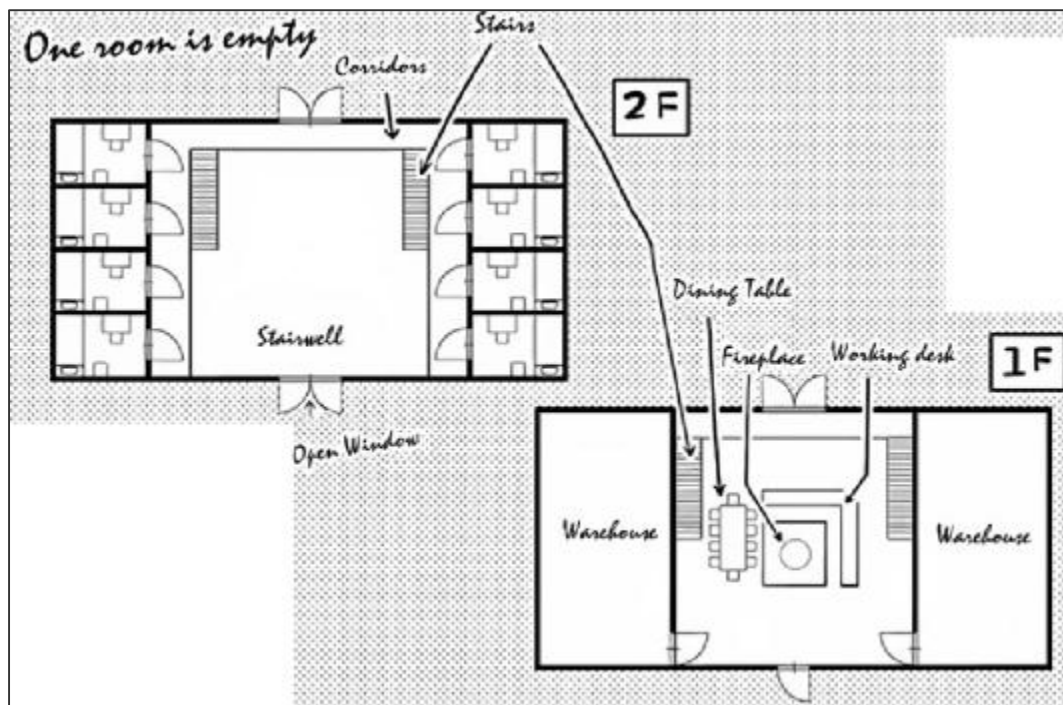 One room is empty
Stairs
Corridors
2F
Stairwell
Open Window
Dining Table
Fireplace
Working desk
1F
Warehouse
Warehouse